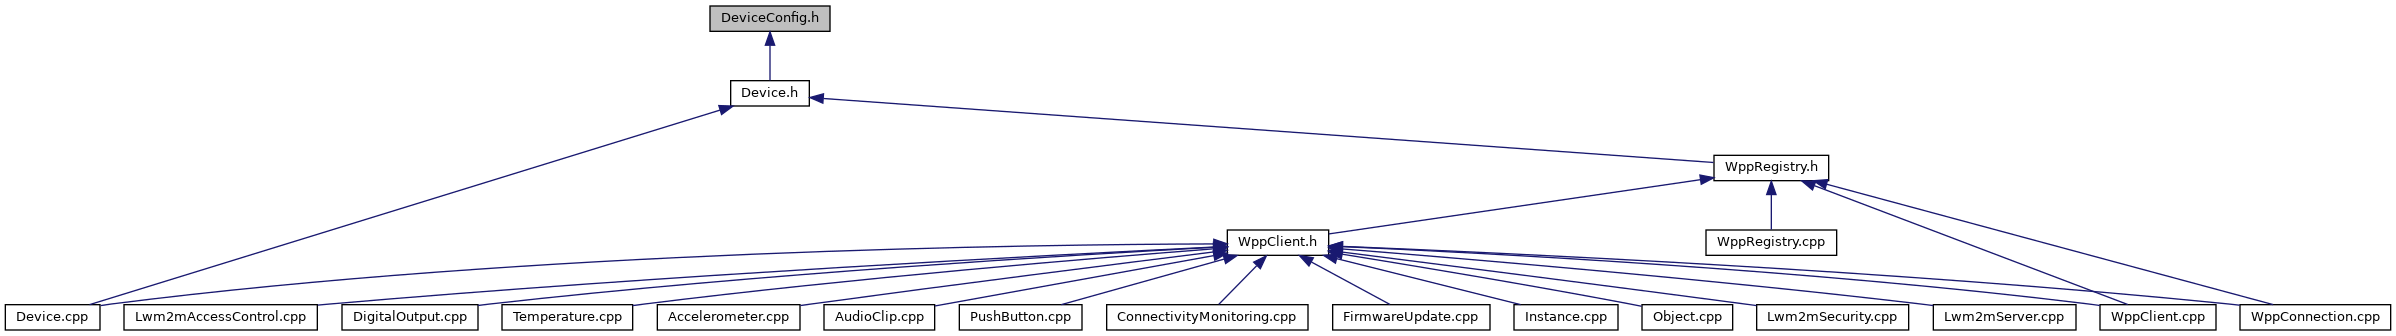 DeviceConfig.h
Device.h
WppRegistry.h
WppClient.h
WppRegistry.cpp
Device.cpp
Lwm2mAccessControl.cpp
DigitalOutput.cpp
Temperature.cpp
Accelerometer.cpp
AudioClip.cpp
PushButton.cpp
ConnectivityMonitoring.cpp
FirmwareUpdate.cpp
Instance.cpp
Object.cpp
Lwm2mSecurity.cpp
Lwm2mServer.cpp
WppClient.cpp
WppConnection.cpp